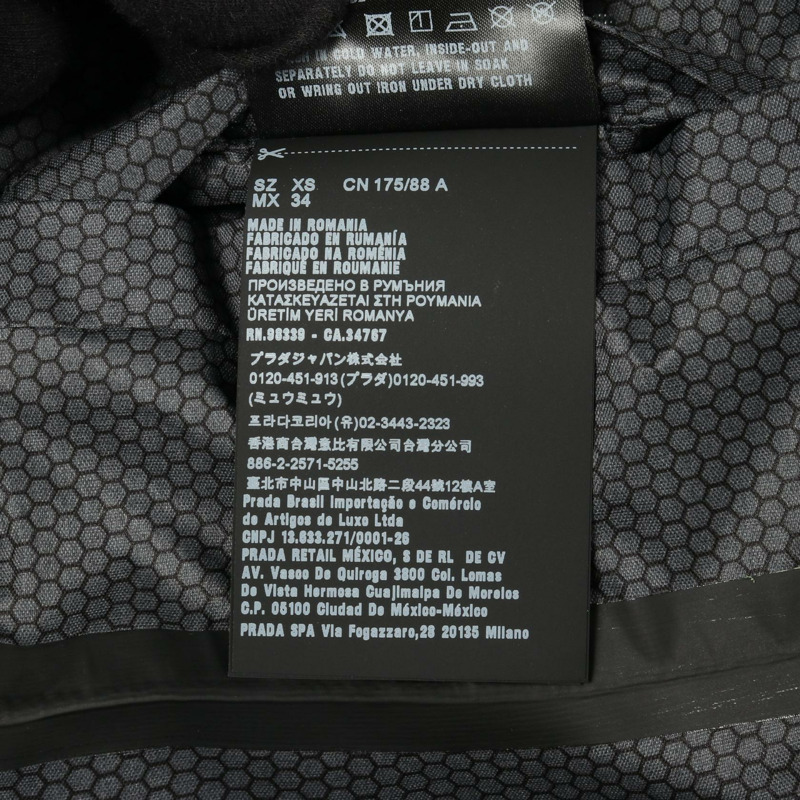 IN COLD WATER, INSIDE-OUT AND
SEPARATELY DO NOT LEAVE IN SOAK
OR WRING OUT IRON UNDER DRY CLOTH
SZ XS CN 175/88 A
MX 34
MADE IN ROMANIA
FABRICADO EN RUMANÍA
FABRICADO NA ROMÊNIA
FABRIQUÉ EN ROUMANIE
ПРОИЗВЕДЕНО В РУМЪНИЯ
ΚΑΤΑΣΚΕΥΑΖΕΤΑΙ ΣΤΗ ΡΟΥΜΑΝΙΑ
ÜRETİM YERİ ROMANYA
RN.98339 - CA.34767
プラダジャパン株式会社
0120-451-913(プラダ)0120-451-993
(ミュウミュウ)
프라다코리아(유)02-3443-2323
香港商台灣意比有限公司台灣分公司
886-2-2571-5255
臺北市中山區中山北路二段44號12樓A室
Prada Brasil Importação e Comércio
de Artigos de Luxo Ltda
CNPJ 13.633.271/0001-26
PRADA RETAIL MÉXICO, S DE RL DE CV
AV. Vasco De Quiroga 3800 Col. Lomas
De Vista Hermosa Cuajimalpa De Morelos
C.P. 05100 Ciudad De México-México
PRADA SPA Via Fogazzaro,28 20135 Milano